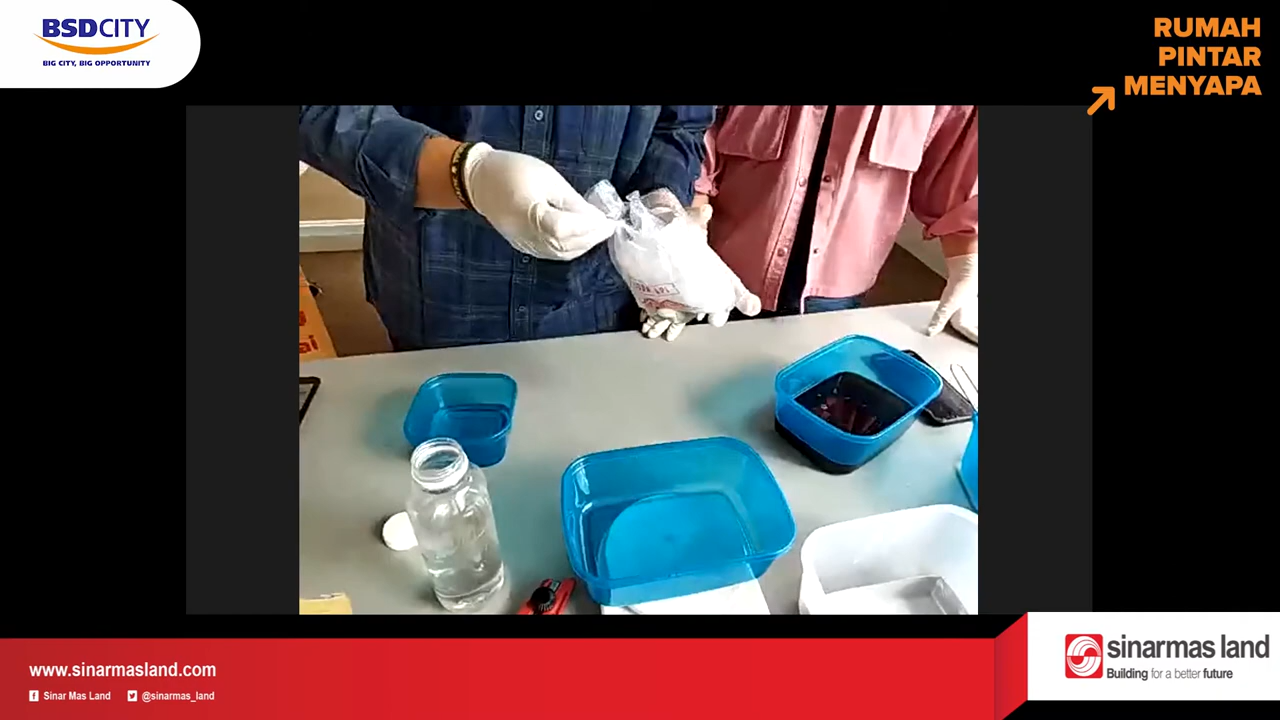 BSDCITY
BIG CITY, BIG OPPORTUNITY
RUMAH
PINTAR
MENYAPA
www.sinarmasland.com
Sinar Mas Land
@sinarmas_land
sinarmas land
Building for a better future